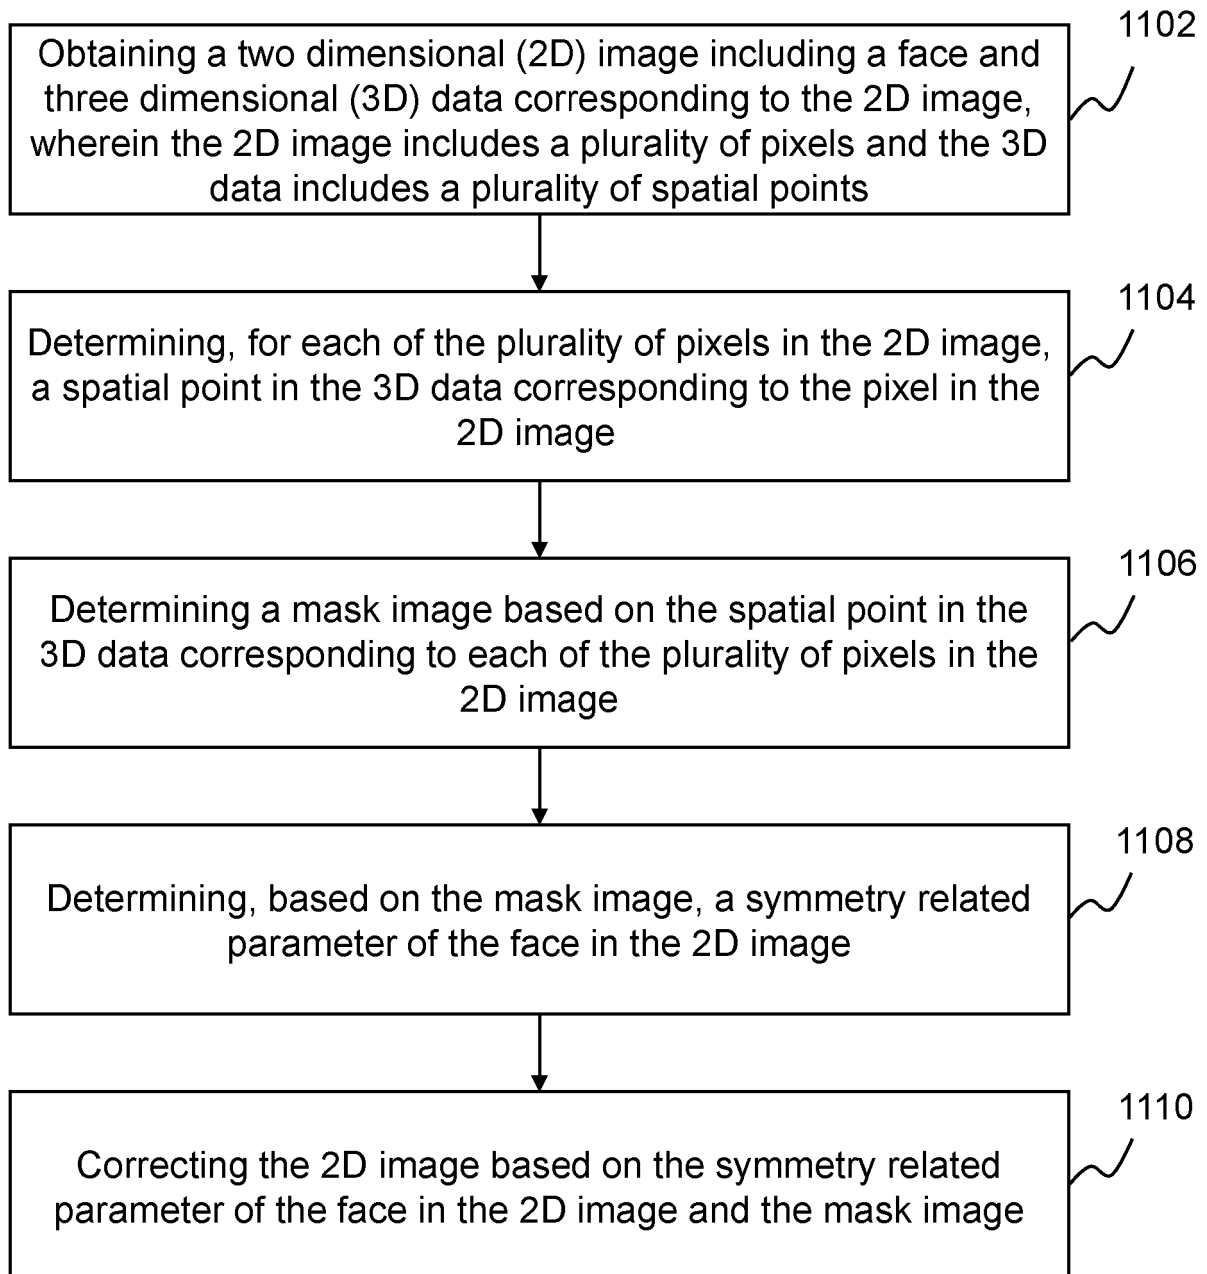 1102
Obtaining a two dimensional (2D) image including a face and
three dimensional (3D) data corresponding to the 2D image,
wherein the 2D image includes a plurality of pixels and the 3D
data includes a plurality of spatial points
1104
Determining, for each of the plurality of pixels in the 2D image,
a spatial point in the 3D data corresponding to the pixel in the
2D image
1106
Determining a mask image based on the spatial point in the
3D data corresponding to each of the plurality of pixels in the
2D image
1108
Determining, based on the mask image, a symmetry related
parameter of the face in the 2D image
1110
Correcting the 2D image based on the symmetry related
parameter of the face in the 2D image and the mask image